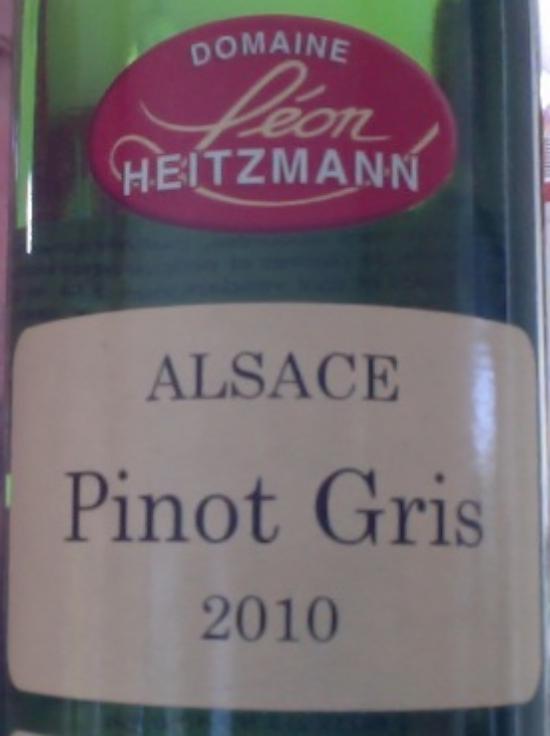 DOMAINE
Léon
HEITZMANN
ALSACE
Pinot Gris
2010